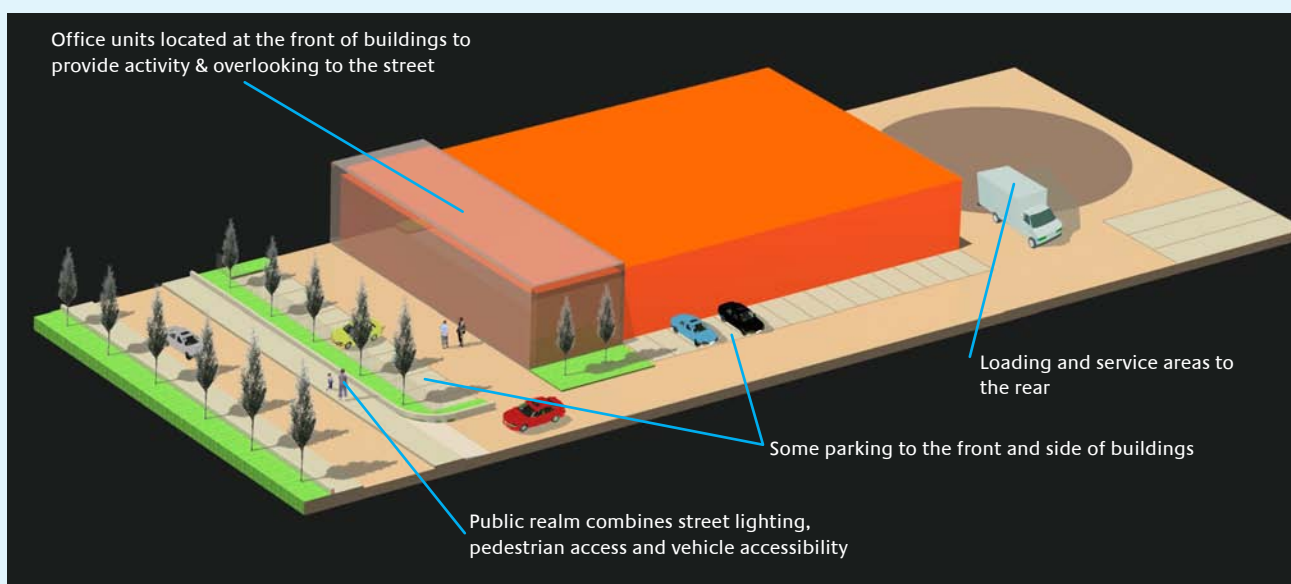 Office units located at the front of buildings to
provide activity & overlooking to the street
Loading and service areas to
the rear
Some parking to the front and side of buildings
Public realm combines street lighting,
pedestrian access and vehicle accessibility